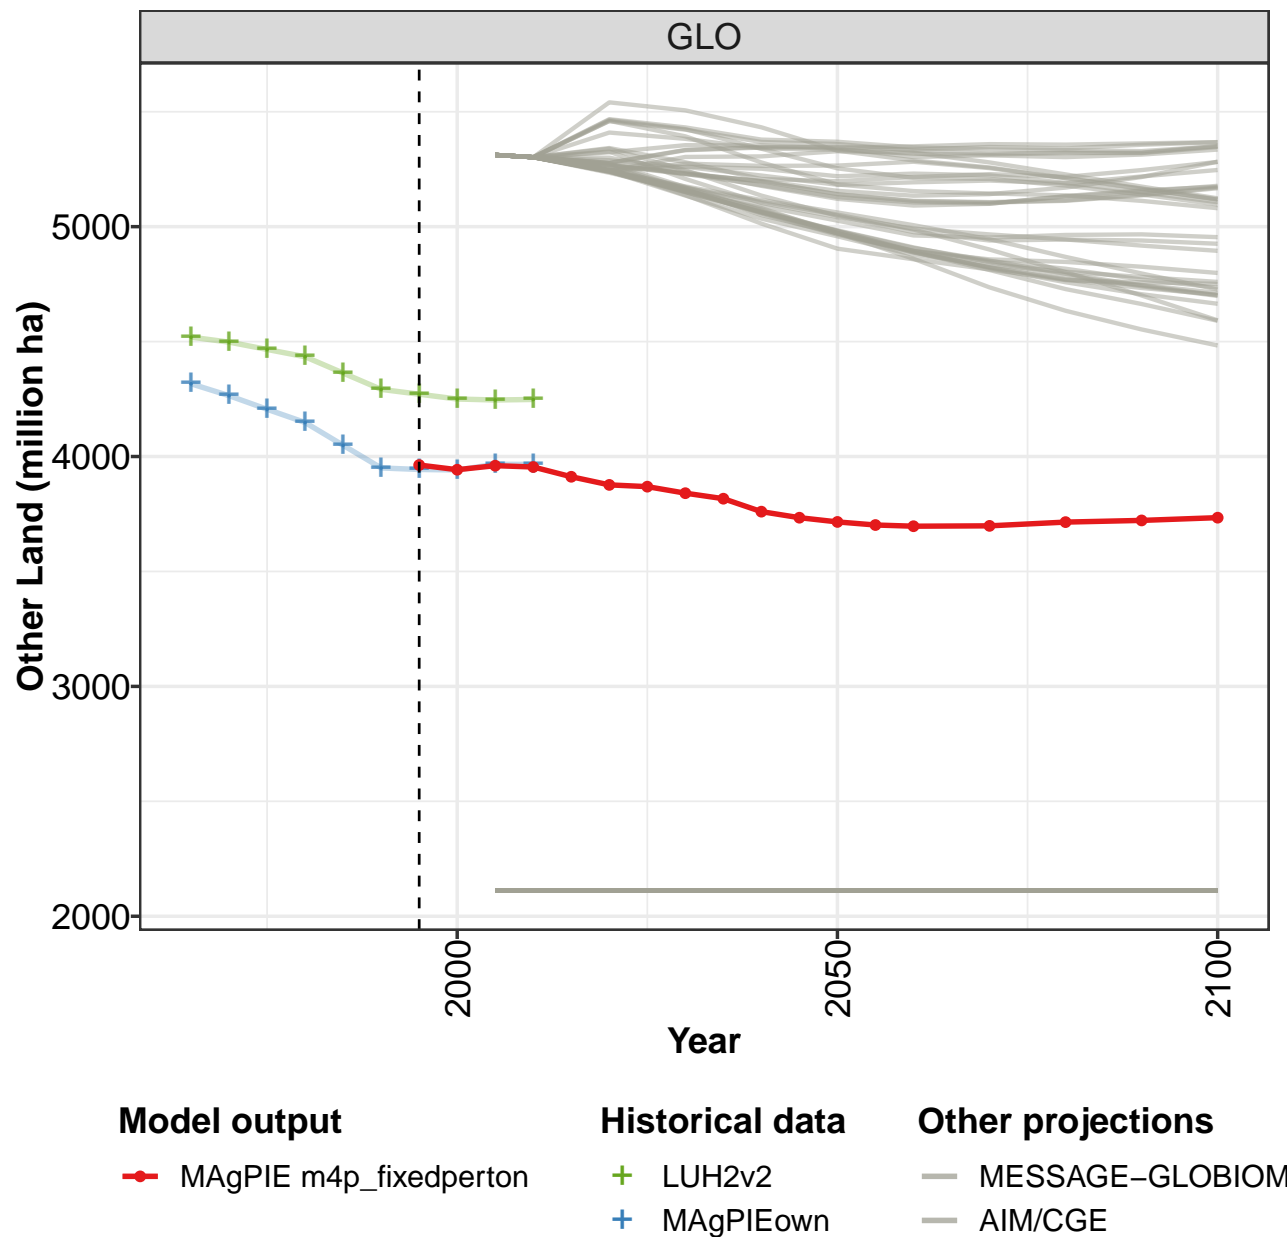 GLO
Other Land (million ha)
5000
4000
3000
2000
2000
2050
2100
Year
Model output
MAgPIE m4p_fixedperton
Historical data
LUH2v2
MAgPIEown
Other projections
MESSAGE−GLOBIOM
AIM/CGE